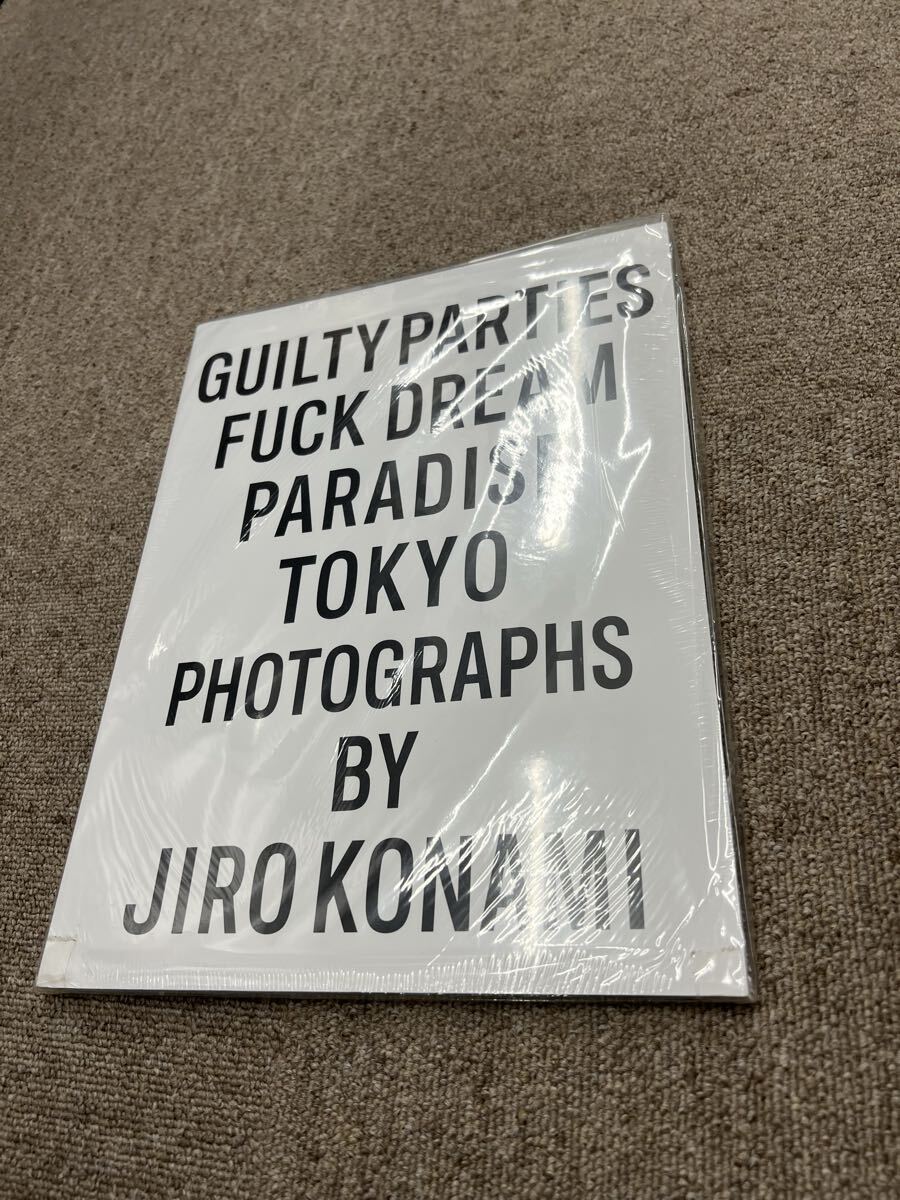 GUILTY PARTIES
FUCK DREAM
PARADISE
TOKYO
PHOTOGRAPHS
BY
JIRO KONAMI